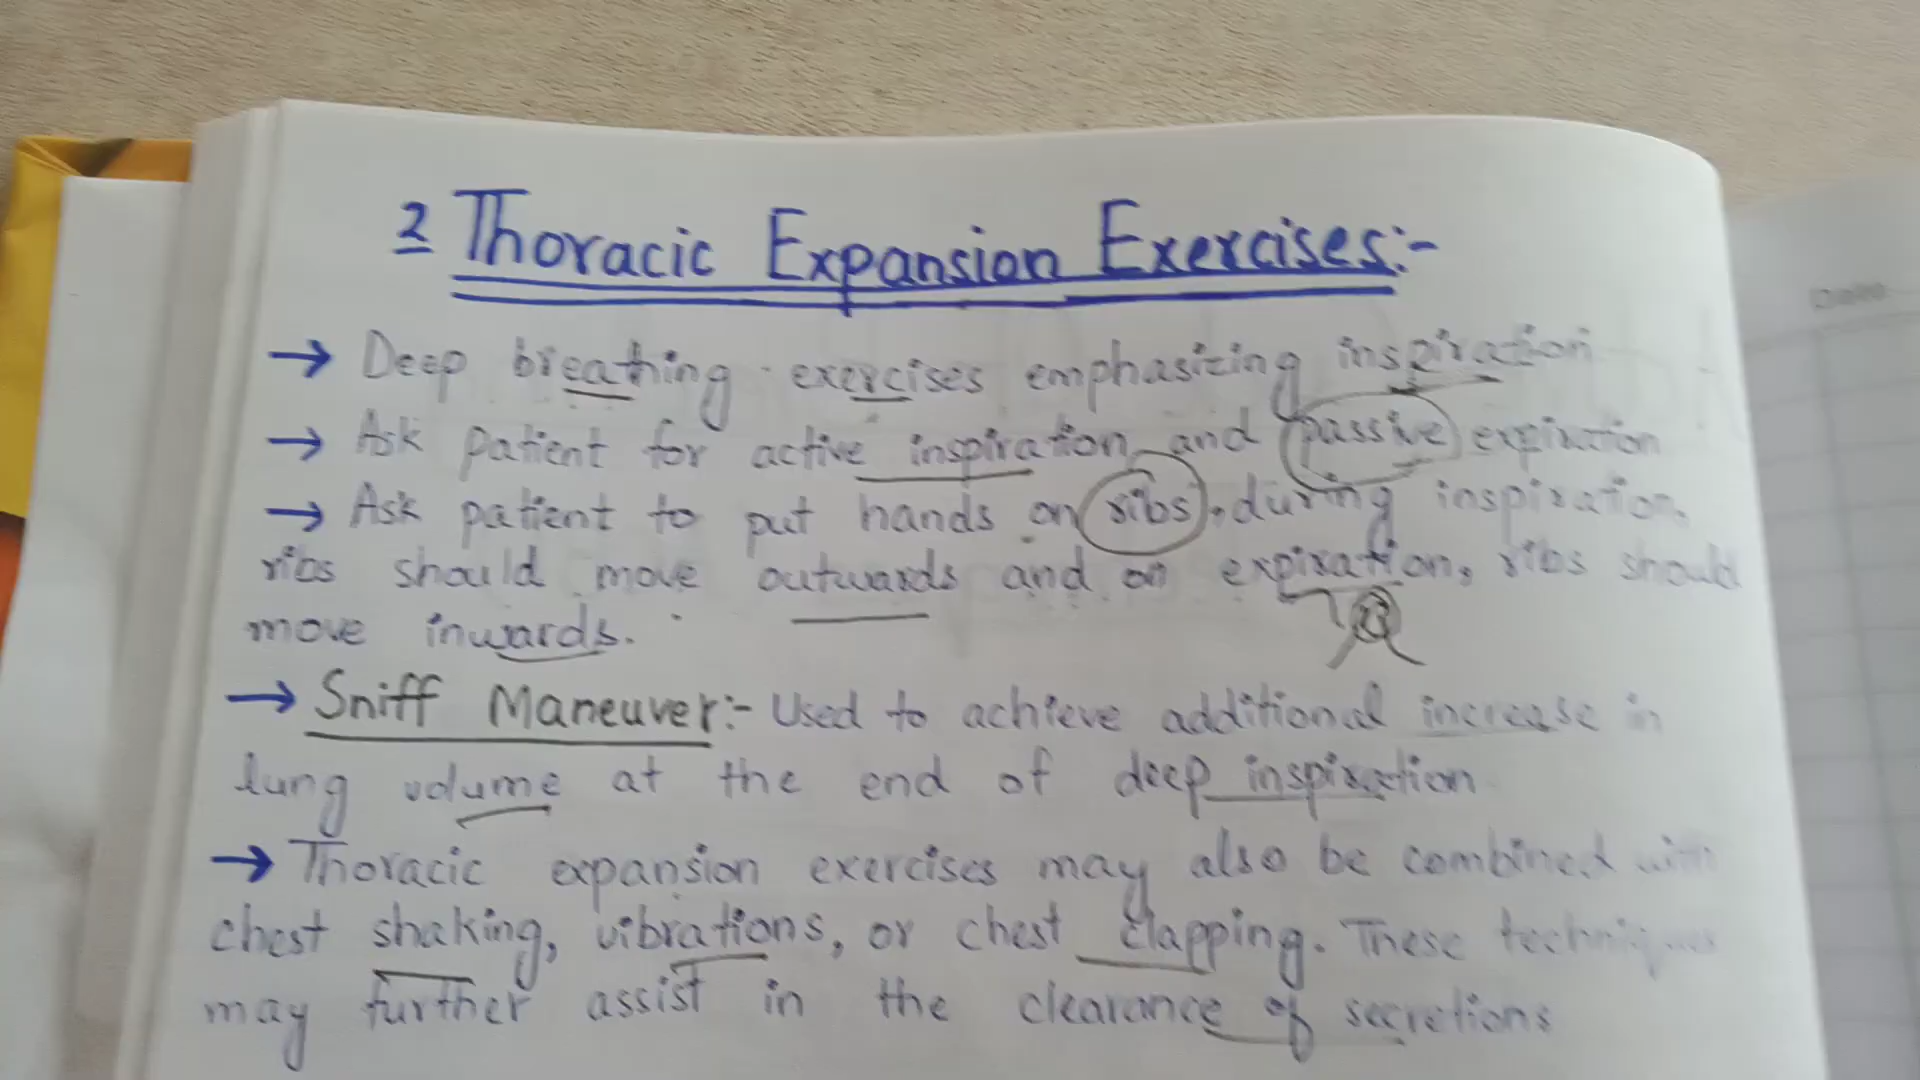 2 Thoracic Expansion Exercises:-
→ Deep breathing exercises emphasizing inspiration
→ Ask patient for active inspiration and passive expiration
→ Ask patient to put hands on ribs, during inspiration,
ribs should move outwards and on expiration, ribs should
move inwards.
→ Sniff Maneuver:- Used to achieve additional increase in
lung volume at the end of deep inspiration
→ Thoracic expansion exercises may also be combined with
chest shaking, vibrations, or chest clapping. These techniques
may further assist in the clearance of secretions
Date